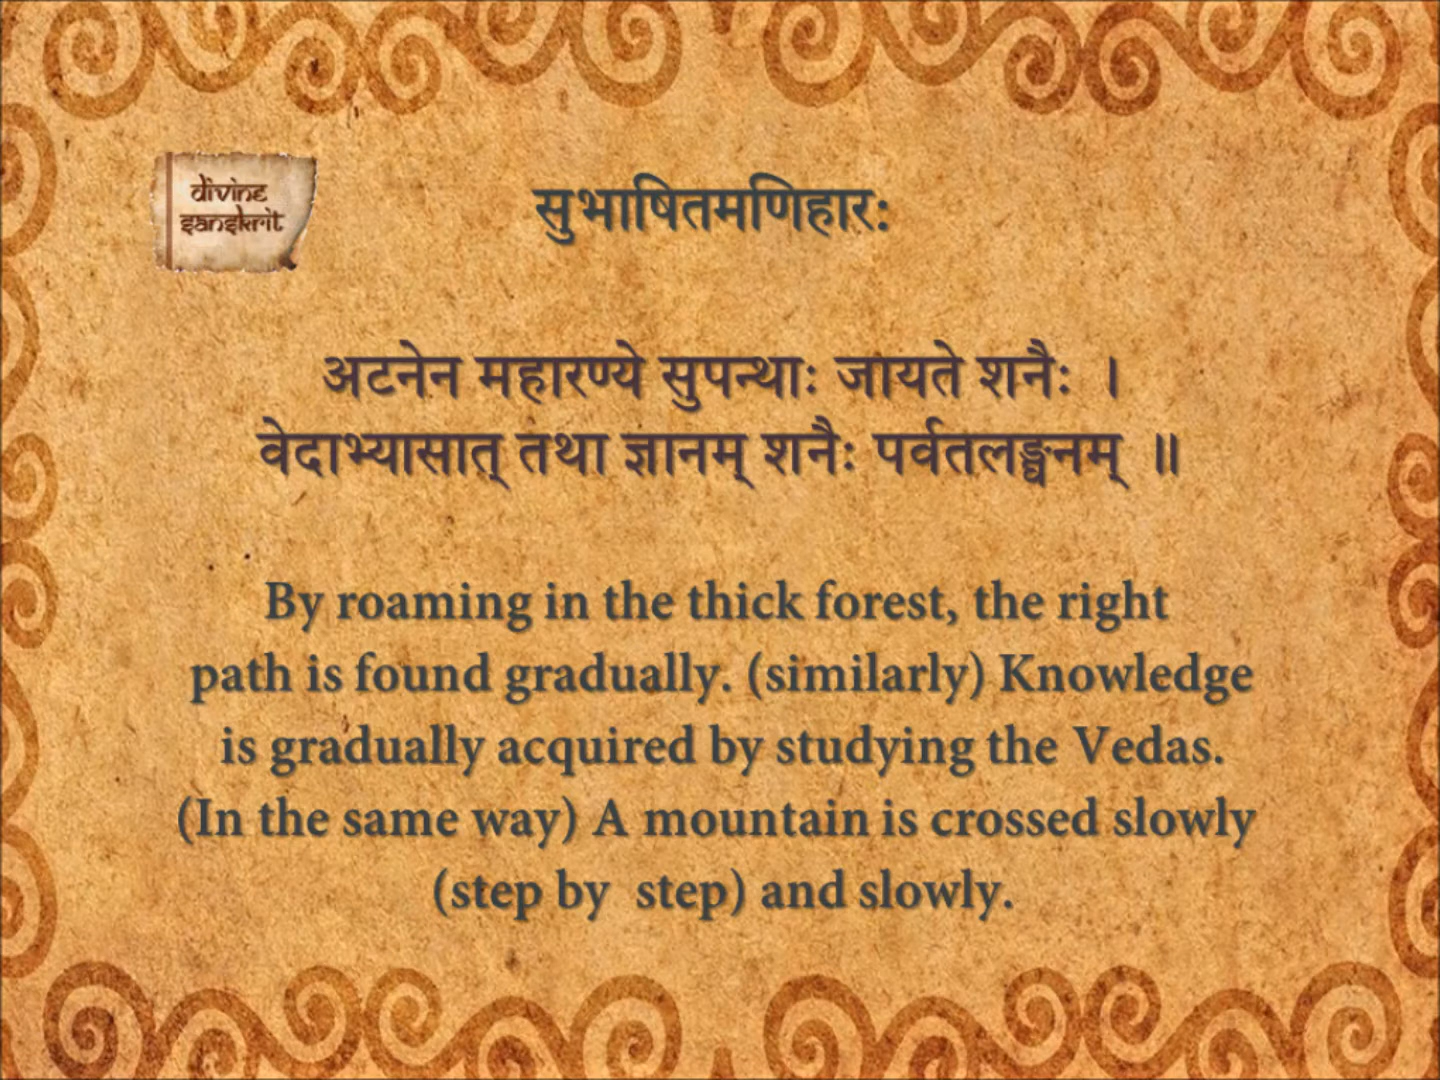 divine
sanskrit
सुभाषितमणिहारः
अटनेन महारण्ये सुपन्थाः जायते शनैः ।
वेदाभ्यासात् तथा ज्ञानम् शनैः पर्वतलङ्घनम् ॥
By roaming in the thick forest, the right
path is found gradually. (similarly) Knowledge
is gradually acquired by studying the Vedas.
(In the same way) A mountain is crossed slowly
(step by step) and slowly.